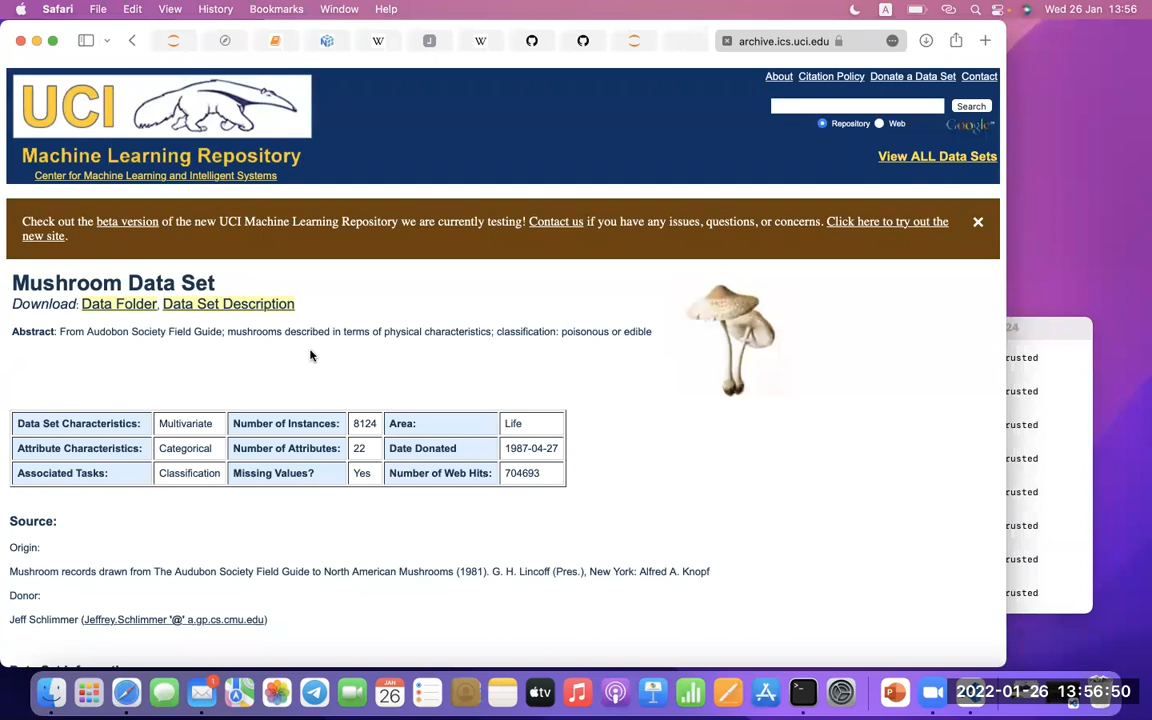 Safari File Edit View History Bookmarks Window Help A Wed 26 Jan 13:56
W J W archive.ics.uci.edu
About Citation Policy Donate a Data Set Contact
UCI
Search
Repository Web Google™
Machine Learning Repository
View ALL Data Sets
Center for Machine Learning and Intelligent Systems
Check out the beta version of the new UCI Machine Learning Repository we are currently testing! Contact us if you have any issues, questions, or concerns. Click here to try out the
new site.
Mushroom Data Set
Download: Data Folder, Data Set Description
Abstract: From Audobon Society Field Guide; mushrooms described in terms of physical characteristics; classification: poisonous or edible
Data Set Characteristics: Multivariate Number of Instances: 8124 Area: Life
Attribute Characteristics: Categorical Number of Attributes: 22 Date Donated 1987-04-27
Associated Tasks: Classification Missing Values? Yes Number of Web Hits: 704693
Source:
Origin:
Mushroom records drawn from The Audubon Society Field Guide to North American Mushrooms (1981). G. H. Lincoff (Pres.), New York: Alfred A. Knopf
Donor:
Jeff Schlimmer (Jeffrey.Schlimmer '@' a.gp.cs.cmu.edu)
24
rusted
rusted
rusted
rusted
rusted
rusted
rusted
rusted
1
JAN
26
tv
P
2022-01-26 13:56:50